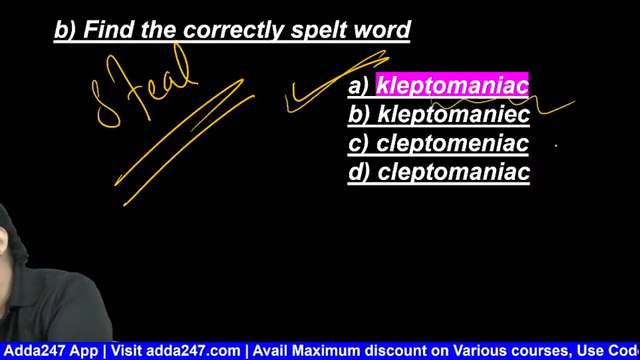 b) Find the correctly spelt word
steal
a) kleptomaniac
b) kleptomaniec
c) cleptomeniac
d) cleptomaniac
Adda247 App | Visit adda247.com | Avail Maximum discount on Various courses, Use Cod